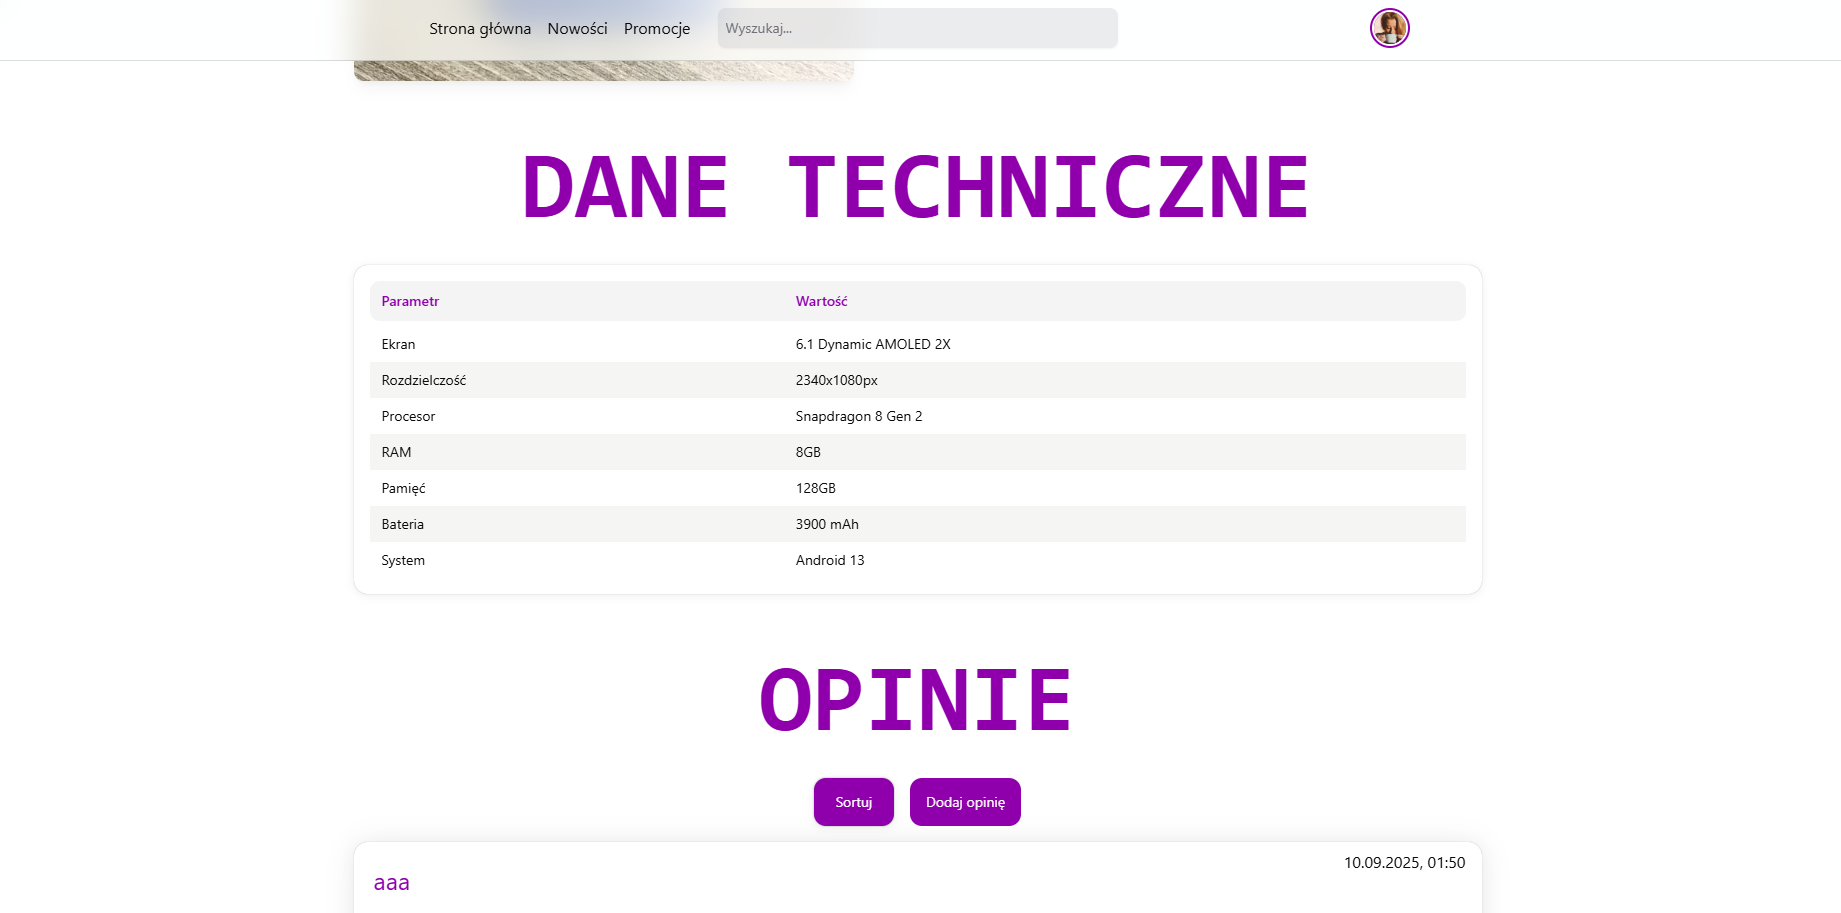 Strona główna Nowości Promocje Wyszukaj...
DANE TECHNICZNE
Parametr Wartość
Ekran 6.1 Dynamic AMOLED 2X
Rozdzielczość 2340x1080px
Procesor Snapdragon 8 Gen 2
RAM 8GB
Pamięć 128GB
Bateria 3900 mAh
System Android 13
OPINIE
Sortuj Dodaj opinię
10.09.2025, 01:50
aaa